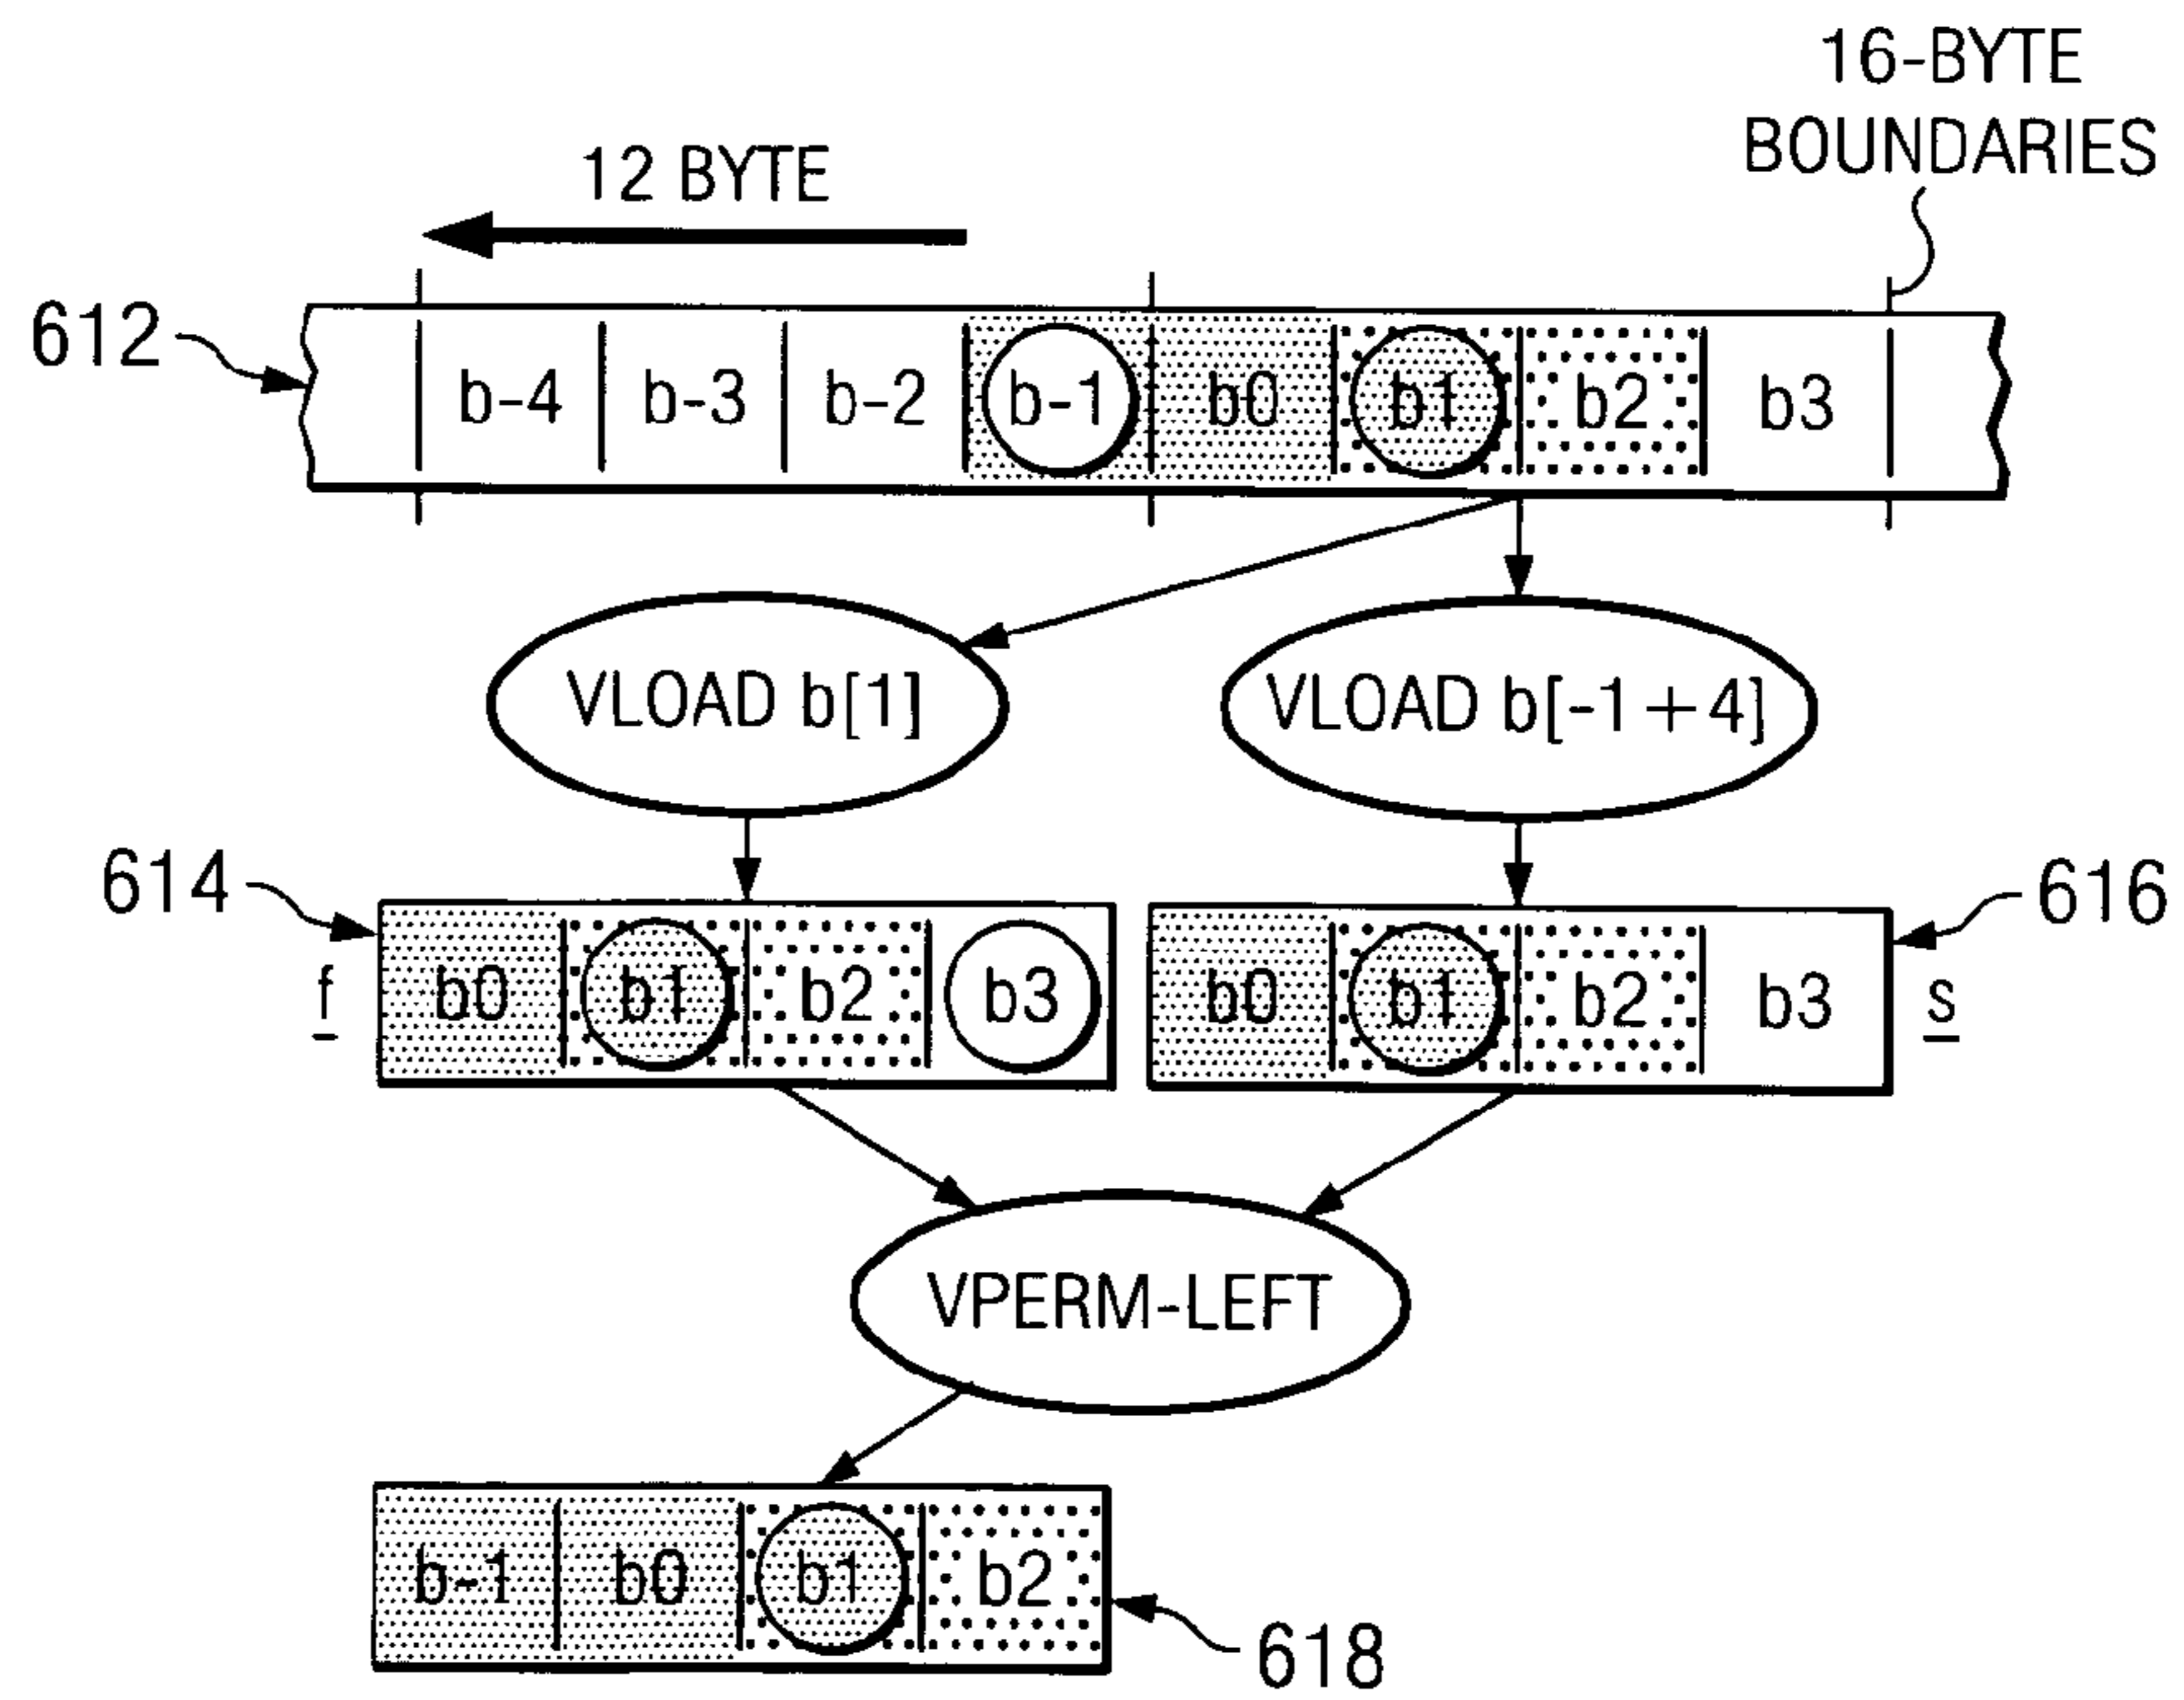 16-BYTE
BOUNDARIES
12 BYTE
612
b-4 b-3 b-2 b-1 b0 b1 b2 b3
VLOAD b[1] VLOAD b[-1+4]
614 616
f b0 b1 b2 b3 b0 b1 b2 b3 s
VPERM-LEFT
b-1 b0 b1 b2
618